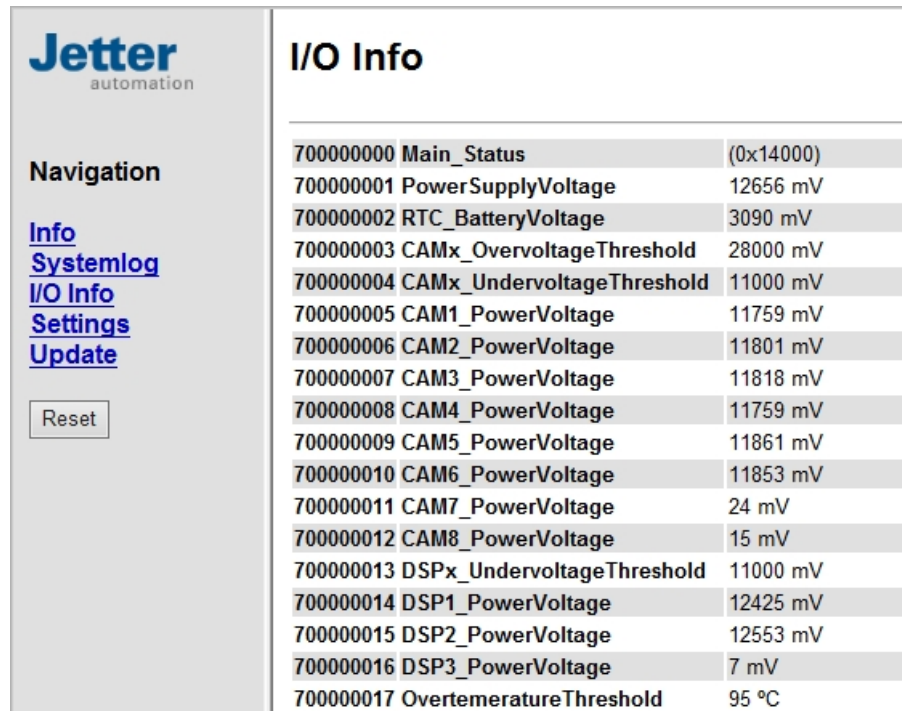 Jetter
automation
Navigation
Info
Systemlog
I/O Info
Settings
Update
Reset
I/O Info
700000000 Main_Status (0x14000)
700000001 PowerSupplyVoltage 12656 mV
700000002 RTC_BatteryVoltage 3090 mV
700000003 CAMx_OvervoltageThreshold 28000 mV
700000004 CAMx_UndervoltageThreshold 11000 mV
700000005 CAM1_PowerVoltage 11759 mV
700000006 CAM2_PowerVoltage 11801 mV
700000007 CAM3_PowerVoltage 11818 mV
700000008 CAM4_PowerVoltage 11759 mV
700000009 CAM5_PowerVoltage 11861 mV
700000010 CAM6_PowerVoltage 11853 mV
700000011 CAM7_PowerVoltage 24 mV
700000012 CAM8_PowerVoltage 15 mV
700000013 DSPx_UndervoltageThreshold 11000 mV
700000014 DSP1_PowerVoltage 12425 mV
700000015 DSP2_PowerVoltage 12553 mV
700000016 DSP3_PowerVoltage 7 mV
700000017 OvertemeratureThreshold 95 ºC